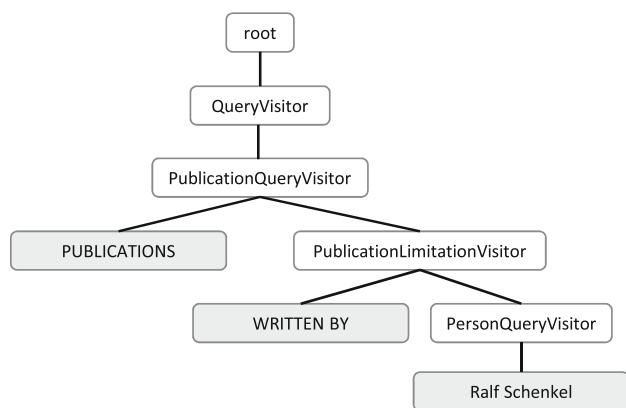 root
QueryVisitor
PublicationQueryVisitor
PUBLICATIONS
PublicationLimitationVisitor
WRITTEN BY
PersonQueryVisitor
Ralf Schenkel